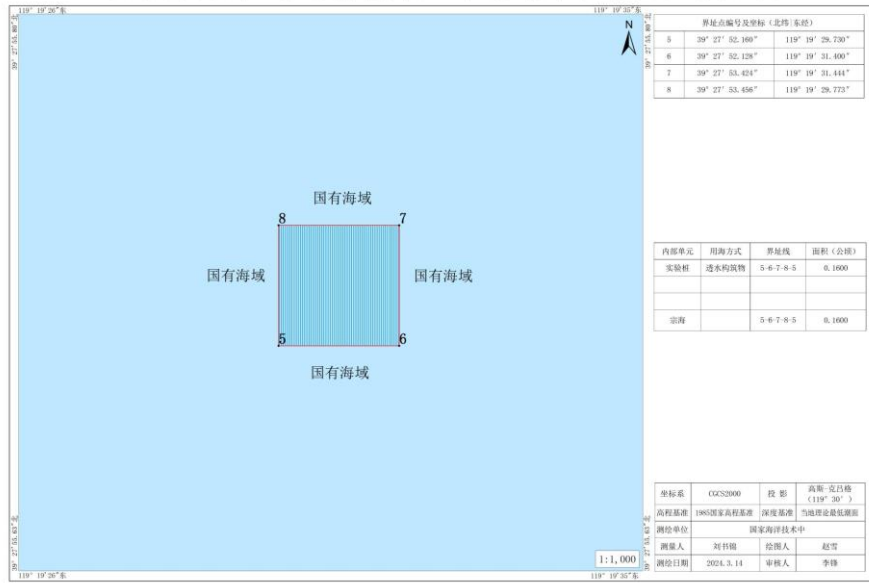 119° 19′ 26″东
119° 19′ 35″东
N
界址点编号及坐标（北纬|东经）
5 39° 27′ 52.160″ 119° 19′ 29.730″
6 39° 27′ 52.128″ 119° 19′ 31.400″
7 39° 27′ 53.424″ 119° 19′ 31.444″
8 39° 27′ 53.456″ 119° 19′ 29.773″
国有海域
8 7
国有海域 国有海域
5 6
国有海域
内部单元 用海方式 界址线 面积（公顷）
实验桩 透水构筑物 5-6-7-8-5 0.1600
宗海 5-6-7-8-5 0.1600
坐标系 CGCS2000 投 影 高斯-克吕格
（119° 30′ ）
高程基准 1985国家高程基准 深度基准 当地理论最低潮面
测绘单位 国家海洋技术中
测量人 刘书锦 绘图人 赵雪
测绘日期 2024.3.14 审核人 李锋
1:1,000
119° 19′ 26″东
119° 19′ 35″东